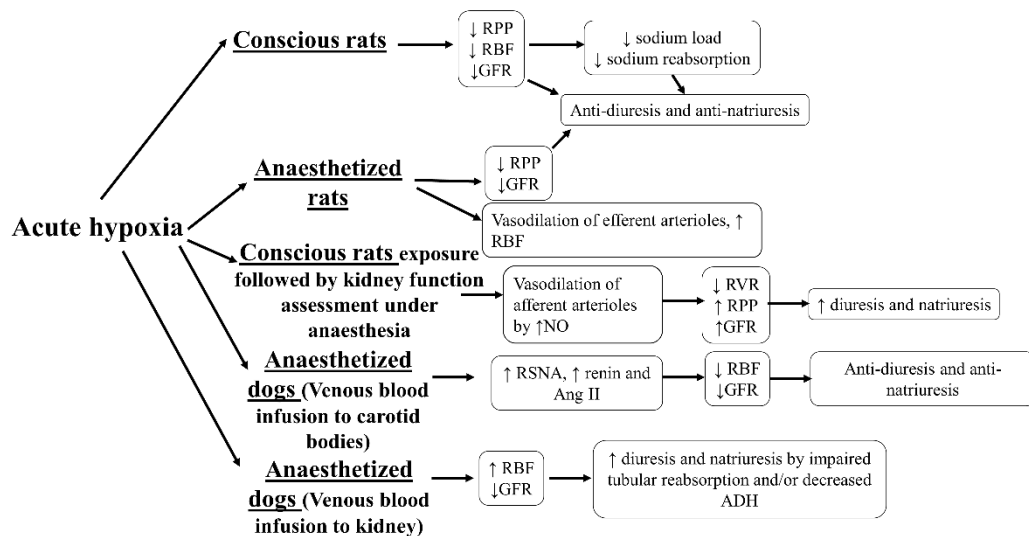 Conscious rats
↓ RPP
↓ RBF
↓GFR
↓ sodium load
↓ sodium reabsorption
Anti-diuresis and anti-natriuresis
Acute hypoxia
Anaesthetized
rats
↓ RPP
↓GFR
Vasodilation of efferent arterioles, ↑
RBF
Conscious rats exposure
followed by kidney function
assessment under
anaesthesia
Vasodilation of
afferent arterioles
by ↑NO
↓ RVR
↑ RPP
↑GFR
↑ diuresis and natriuresis
Anaesthetized
dogs (Venous blood
infusion to carotid
bodies)
↑ RSNA, ↑ renin and
Ang II
↓ RBF
↓GFR
Anti-diuresis and anti-
natriuresis
Anaesthetized
dogs (Venous blood
infusion to kidney)
↑ RBF
↓GFR
↑ diuresis and natriuresis by impaired
tubular reabsorption and/or decreased
ADH